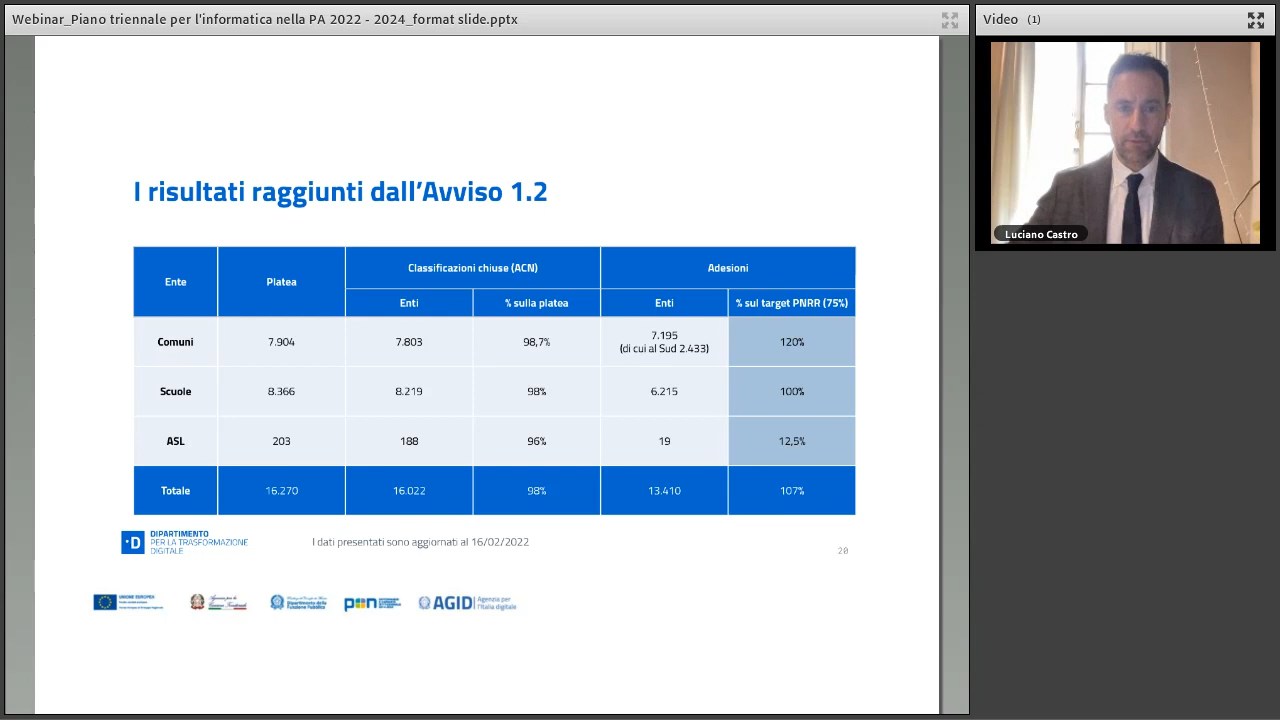 Webinar_Piano triennale per l'informatica nella PA 2022 - 2024_format slide.pptx
Video (1)
Luciano Castro
I risultati raggiunti dall'Avviso 1.2
Ente Platea Classificazioni chiuse (ACN) Adesioni
Enti % sulla platea Enti % sul target PNRR (75%)
Comuni 7.904 7.803 98,7% 7.195 (di cui al Sud 2.433) 120%
Scuole 8.366 8.219 98% 6.215 100%
ASL 203 188 96% 19 12,5%
Totale 16.270 16.022 98% 13.410 107%
DIPARTIMENTO
PER LA TRASFORMAZIONE
DIGITALE
I dati presentati sono aggiornati al 16/02/2022
20
UNIONE EUROPEA
Dipartimento della
Funzione Pubblica
pon
AGID
Agenzia per
l'Italia digitale